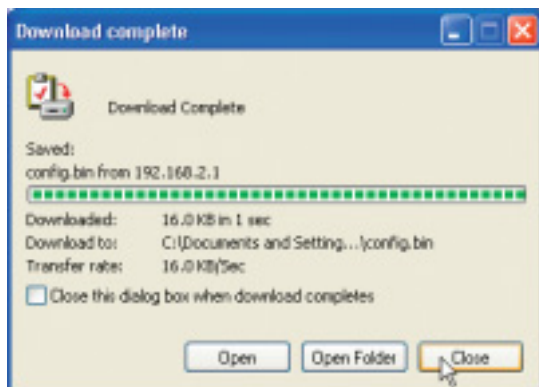 Download complete
Download Complete
Saved:
config.bin from 192.168.2.1
Downloaded: 16.0 KB in 1 sec
Download to: C:\Documents and Setting...\config.bin
Transfer rate: 16.0 KB/Sec
Close this dialog box when download completes
Open Open Folder Close